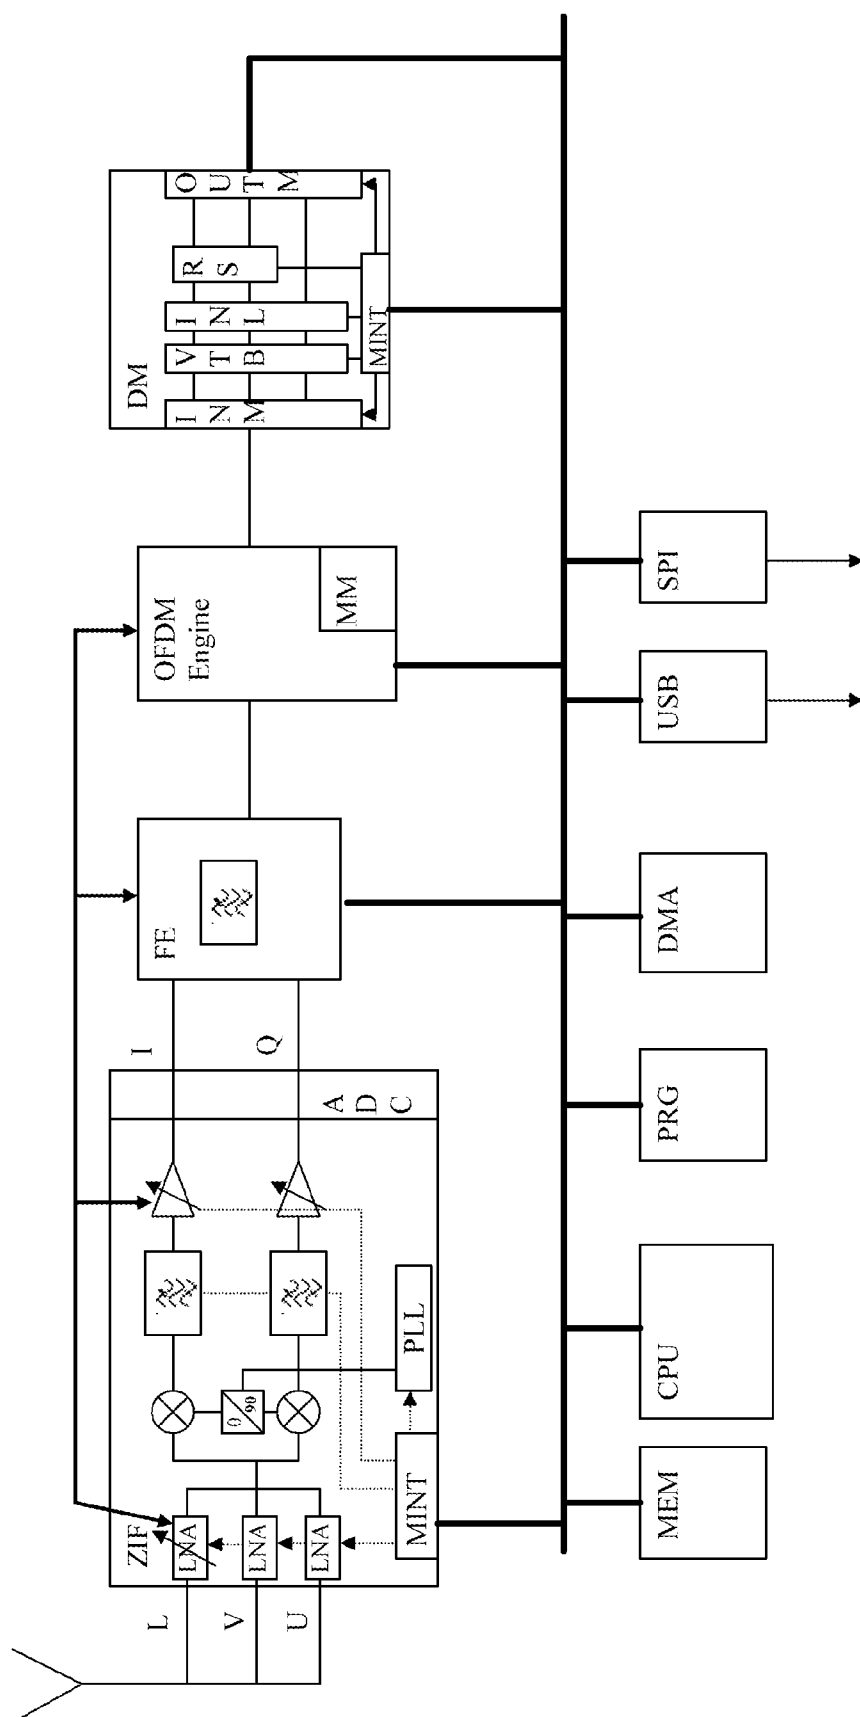 L
V
U
ZIF
LNA
LNA
LNA
0
90
MINT
PLL
ADC
I
Q
FE
OFDM
Engine
MM
DM
INM
VTB
INL
RS
OUTM
MINT
MEM
CPU
PRG
DMA
USB
SPI